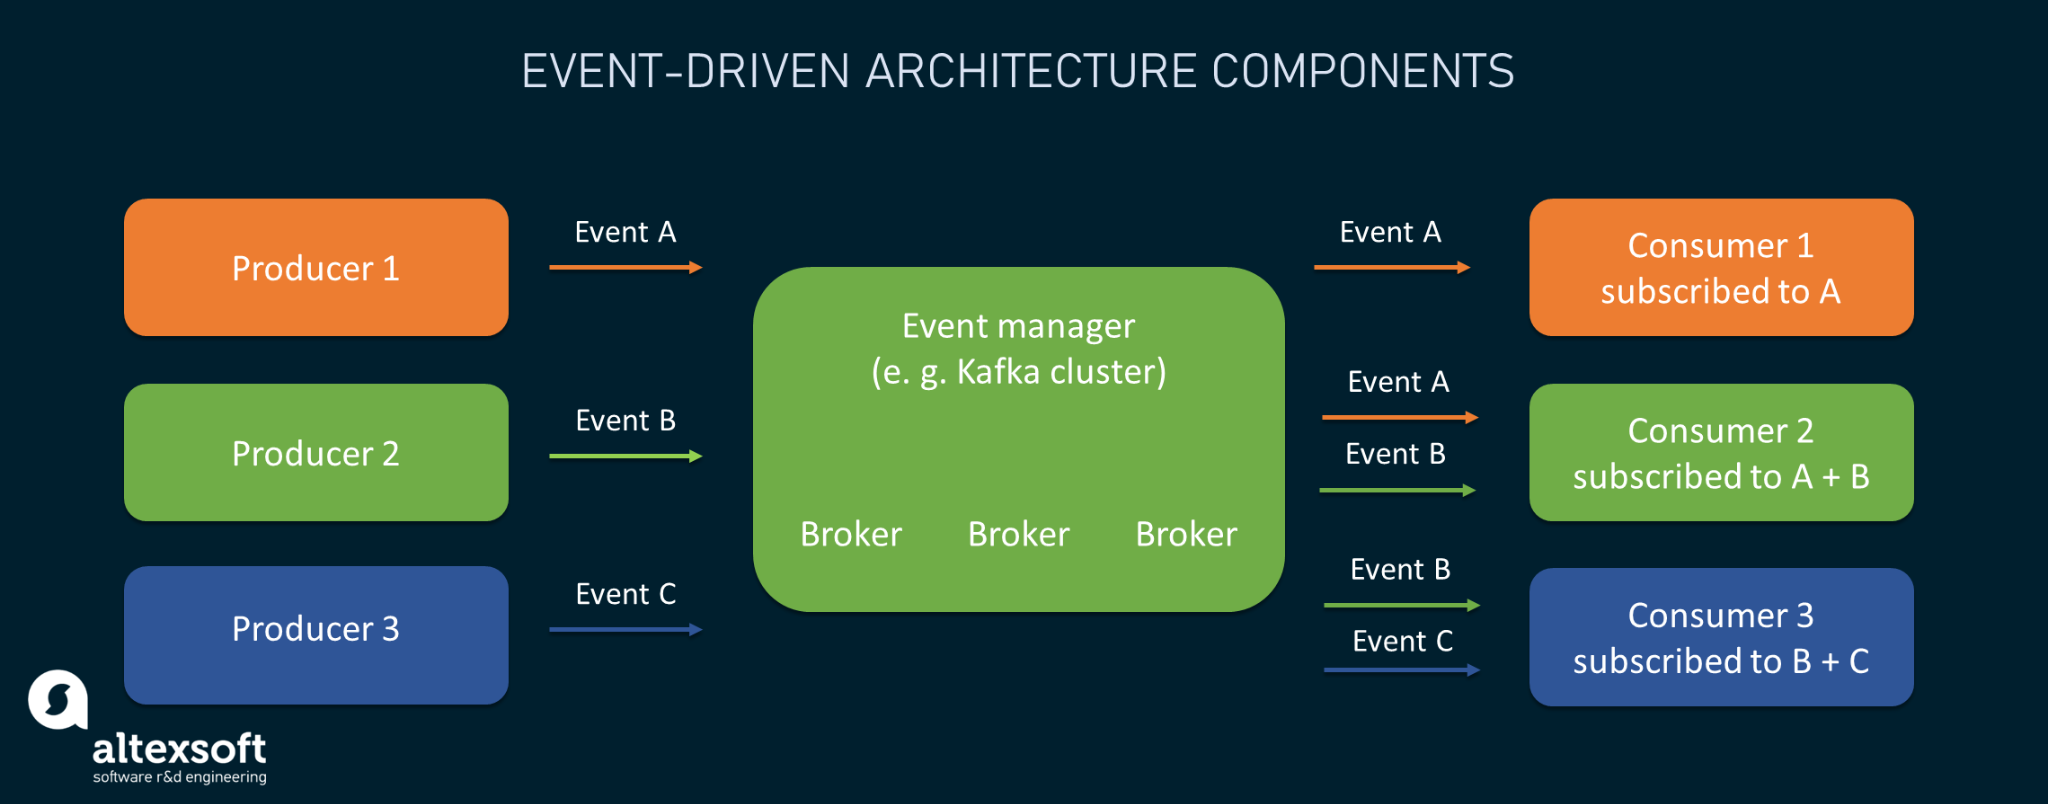 EVENT-DRIVEN ARCHITECTURE COMPONENTS
Producer 1
Event A
Producer 2
Event B
Producer 3
Event C
Event manager
(e. g. Kafka cluster)
Broker Broker Broker
Event A
Consumer 1
subscribed to A
Event A
Event B
Consumer 2
subscribed to A + B
Event B
Event C
Consumer 3
subscribed to B + C
altexsoft
software r&d engineering